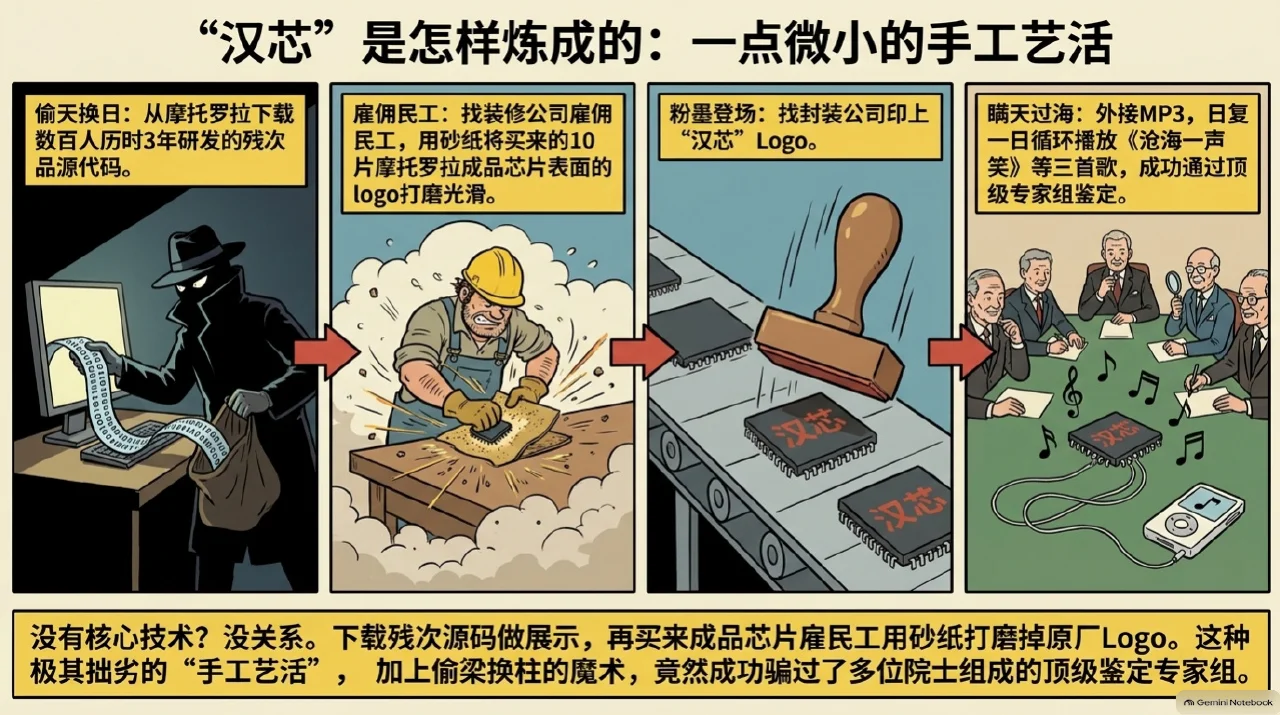 “汉芯”是怎样炼成的：一点微小的手工艺活
偷天换日：从摩托罗拉下载
数百人历时3年研发的残次
品源代码。
雇佣民工：找装修公司雇佣
民工，用砂纸将买来的10
片摩托罗拉成品芯片表面的
logo打磨光滑。
粉墨登场：找封装公司印上
“汉芯”Logo。
瞒天过海：外接MP3，日复
一日循环播放《沧海一声
笑》等三首歌，成功通过顶
级专家组鉴定。
汉芯
汉芯
汉芯
没有核心技术？没关系。下载残次源码做展示，再买来成品芯片雇民工用砂纸打磨掉原厂Logo。这种
极其拙劣的“手工艺活”，加上偷梁换柱的魔术，竟然成功骗过了多位院士组成的顶级鉴定专家组。
Gemini Notebook